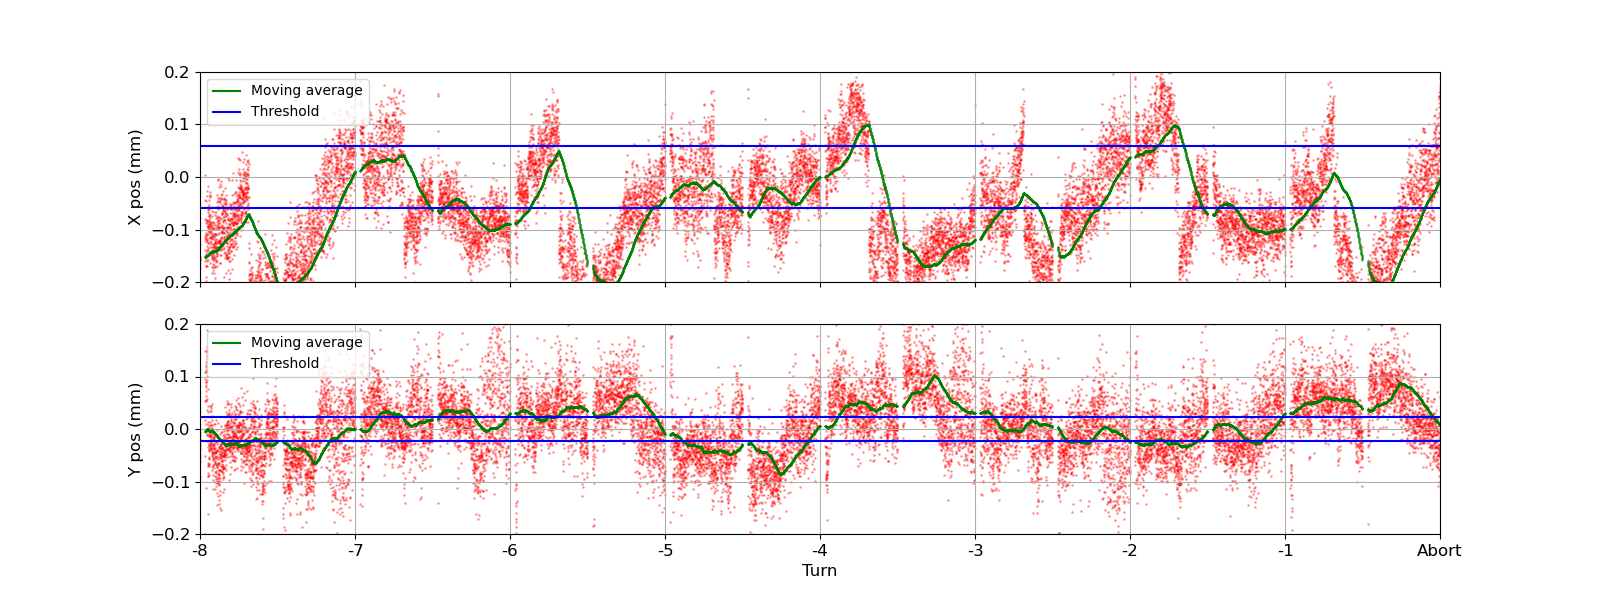 0.2
0.1
0.0
−0.1
−0.2
X pos (mm)
Moving average
Threshold
0.2
0.1
0.0
−0.1
−0.2
Y pos (mm)
Moving average
Threshold
-8 -7 -6 -5 -4 -3 -2 -1 Abort
Turn